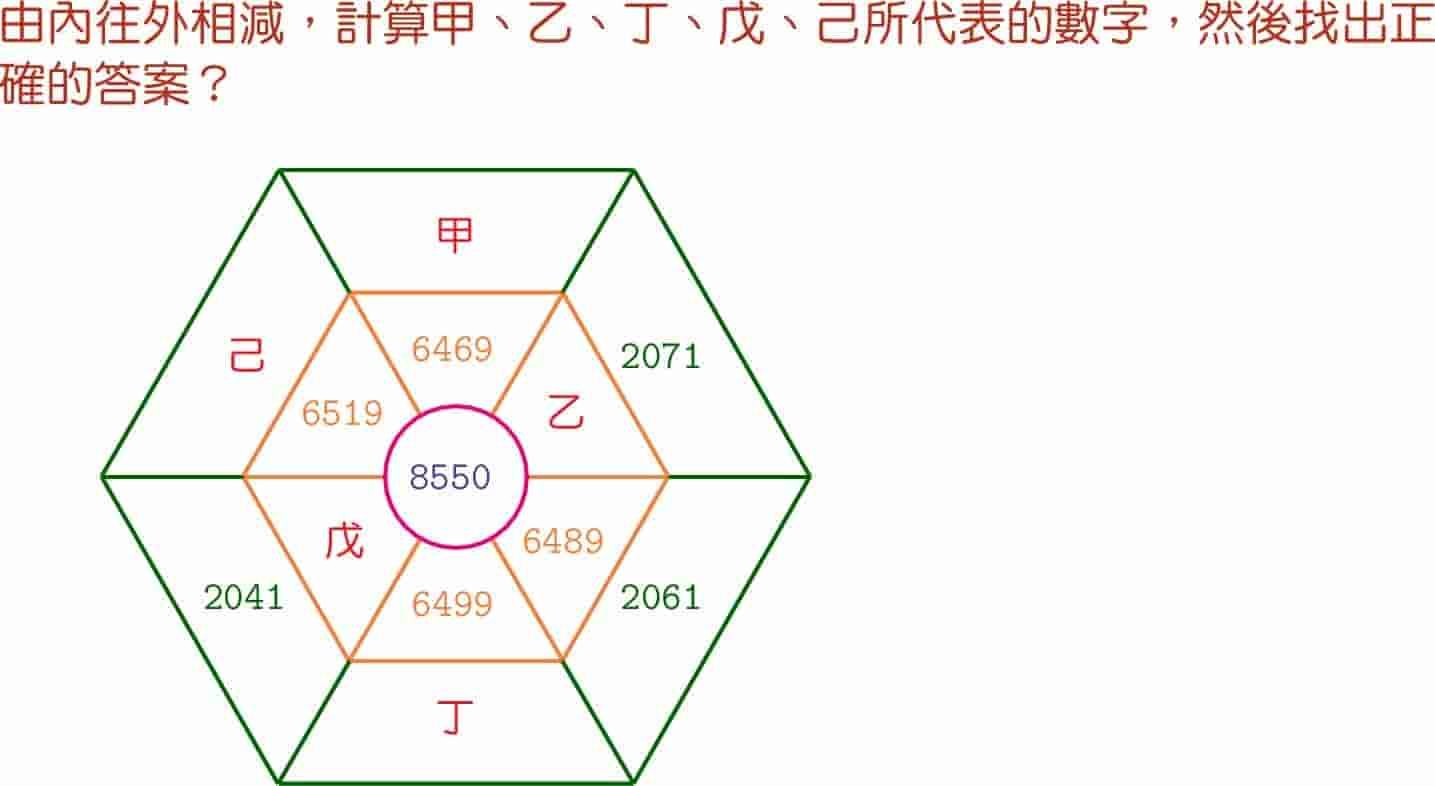 由內往外相減，計算甲、乙、丁、戊、己所代表的數字，然後找出正
確的答案？
甲
己
6469
2071
6519
乙
8550
戊
6489
2041
6499
2061
丁